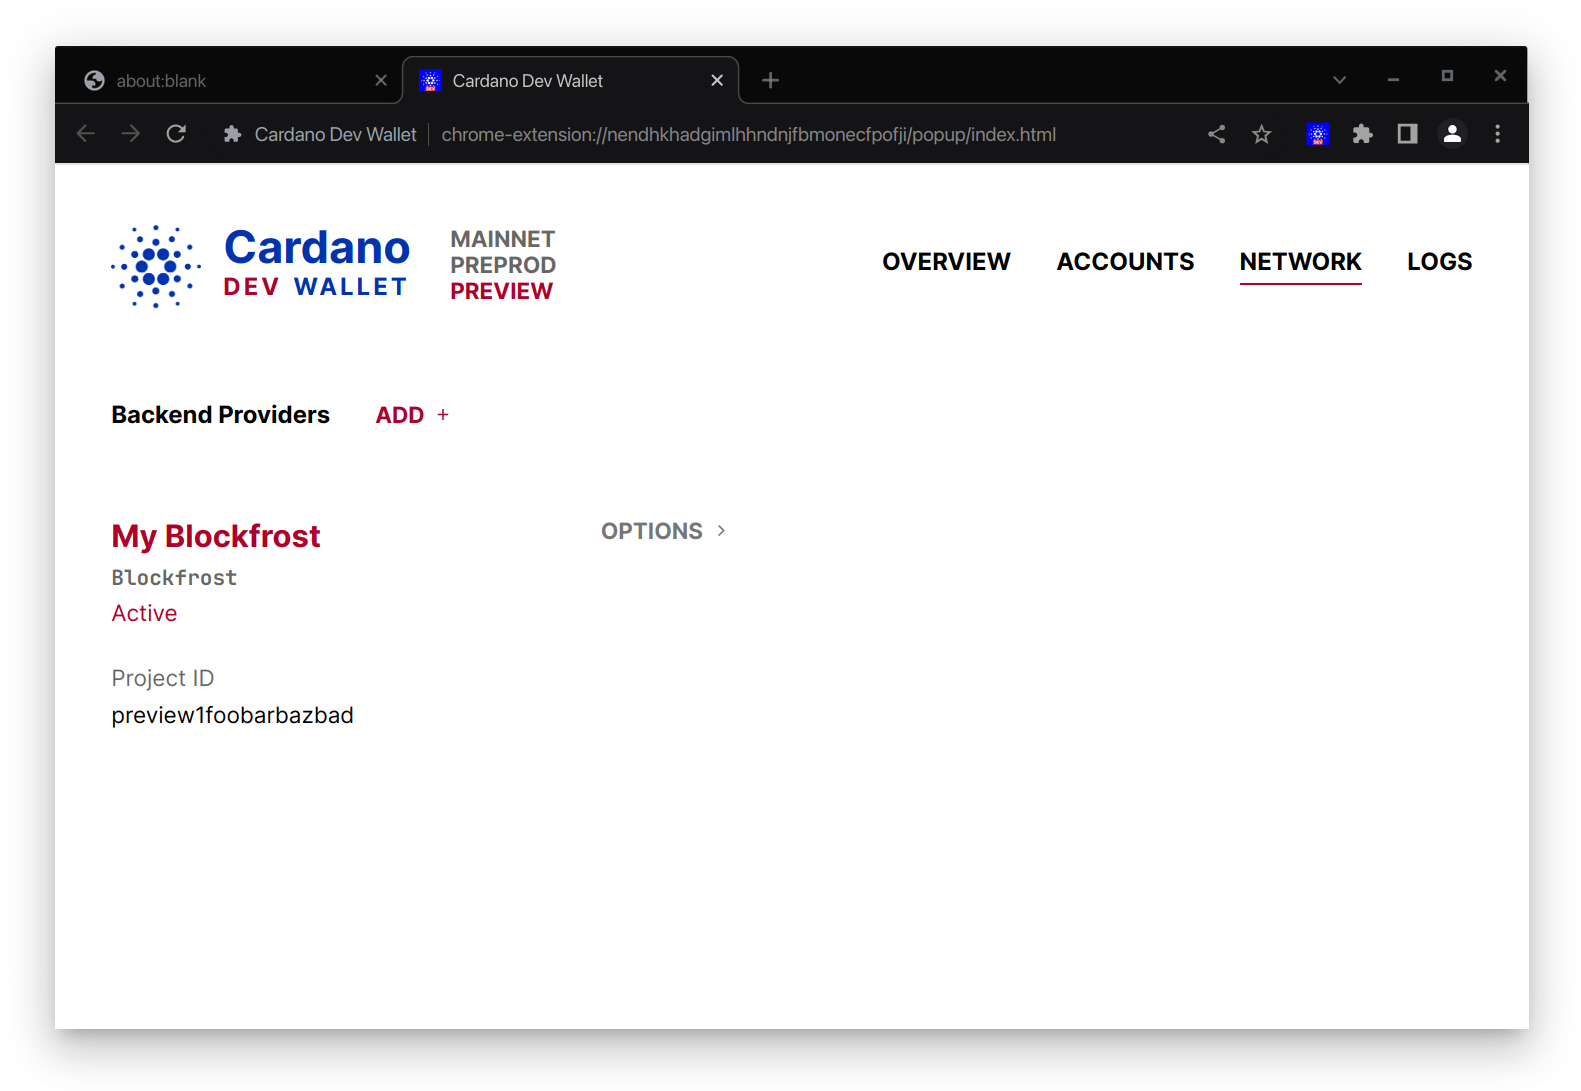 about:blank
Cardano Dev Wallet
Cardano Dev Wallet
chrome-extension://nendhkhadgimlhhndnjfbmonecfpofji/popup/index.html
Cardano
DEV WALLET
MAINNET
PREPROD
PREVIEW
OVERVIEW
ACCOUNTS
NETWORK
LOGS
Backend Providers
ADD +
My Blockfrost
OPTIONS
Blockfrost
Active
Project ID
preview1foobarbazbad